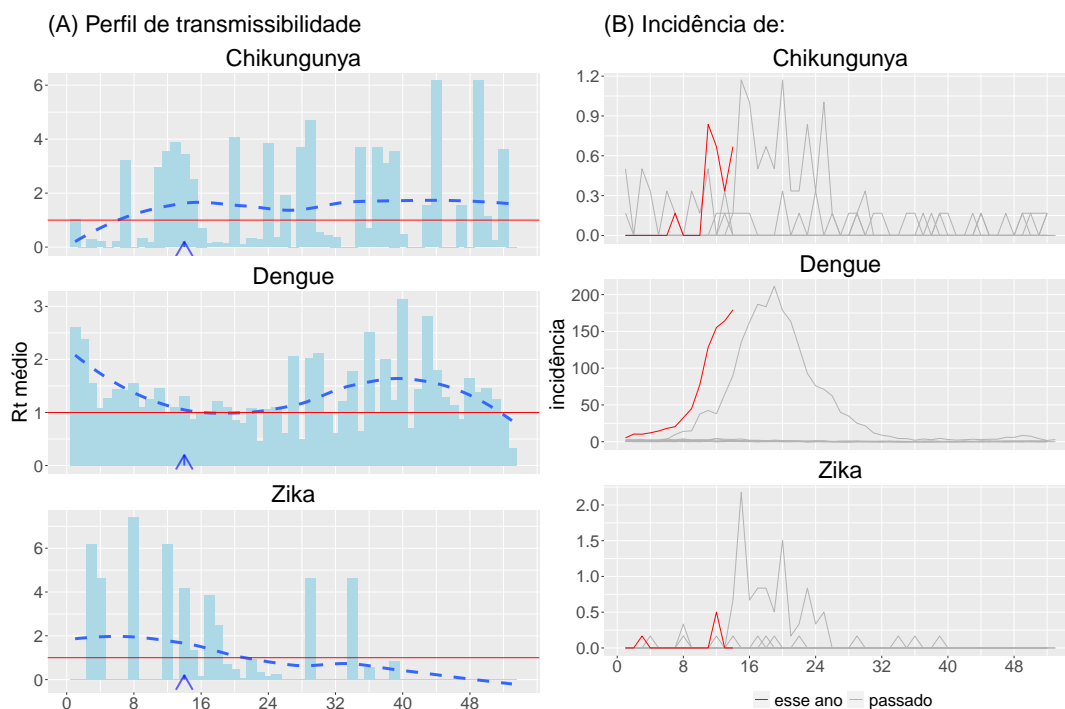 (A) Perfil de transmissibilidade
Chikungunya
6
4
2
0
Dengue
3
2
1
0
Rt médio
Zika
6
4
2
0
0 8 16 24 32 40 48
(B) Incidência de:
Chikungunya
1.2
0.9
0.6
0.3
0.0
Dengue
200
150
100
50
0
incidência
Zika
2.0
1.5
1.0
0.5
0.0
0 8 16 24 32 40 48
esse ano passado